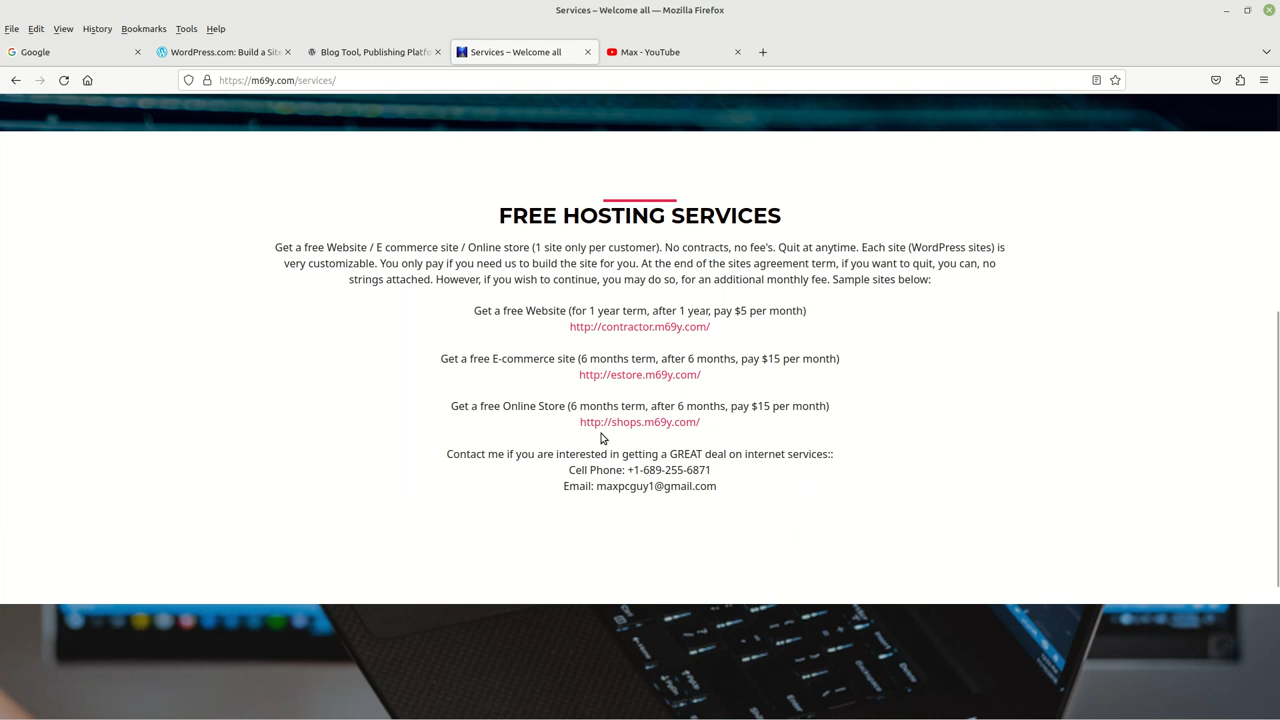 Services – Welcome all — Mozilla Firefox
File Edit View History Bookmarks Tools Help
Google
WordPress.com: Build a Site
Blog Tool, Publishing Platfo
Services – Welcome all
Max - YouTube
https://m69y.com/services/
FREE HOSTING SERVICES
Get a free Website / E commerce site / Online store (1 site only per customer). No contracts, no fee's. Quit at anytime. Each site (WordPress sites) is
very customizable. You only pay if you need us to build the site for you. At the end of the sites agreement term, if you want to quit, you can, no
strings attached. However, if you wish to continue, you may do so, for an additional monthly fee. Sample sites below:
Get a free Website (for 1 year term, after 1 year, pay $5 per month)
http://contractor.m69y.com/
Get a free E-commerce site (6 months term, after 6 months, pay $15 per month)
http://estore.m69y.com/
Get a free Online Store (6 months term, after 6 months, pay $15 per month)
http://shops.m69y.com/
Contact me if you are interested in getting a GREAT deal on internet services::
Cell Phone: +1-689-255-6871
Email: maxpcguy1@gmail.com